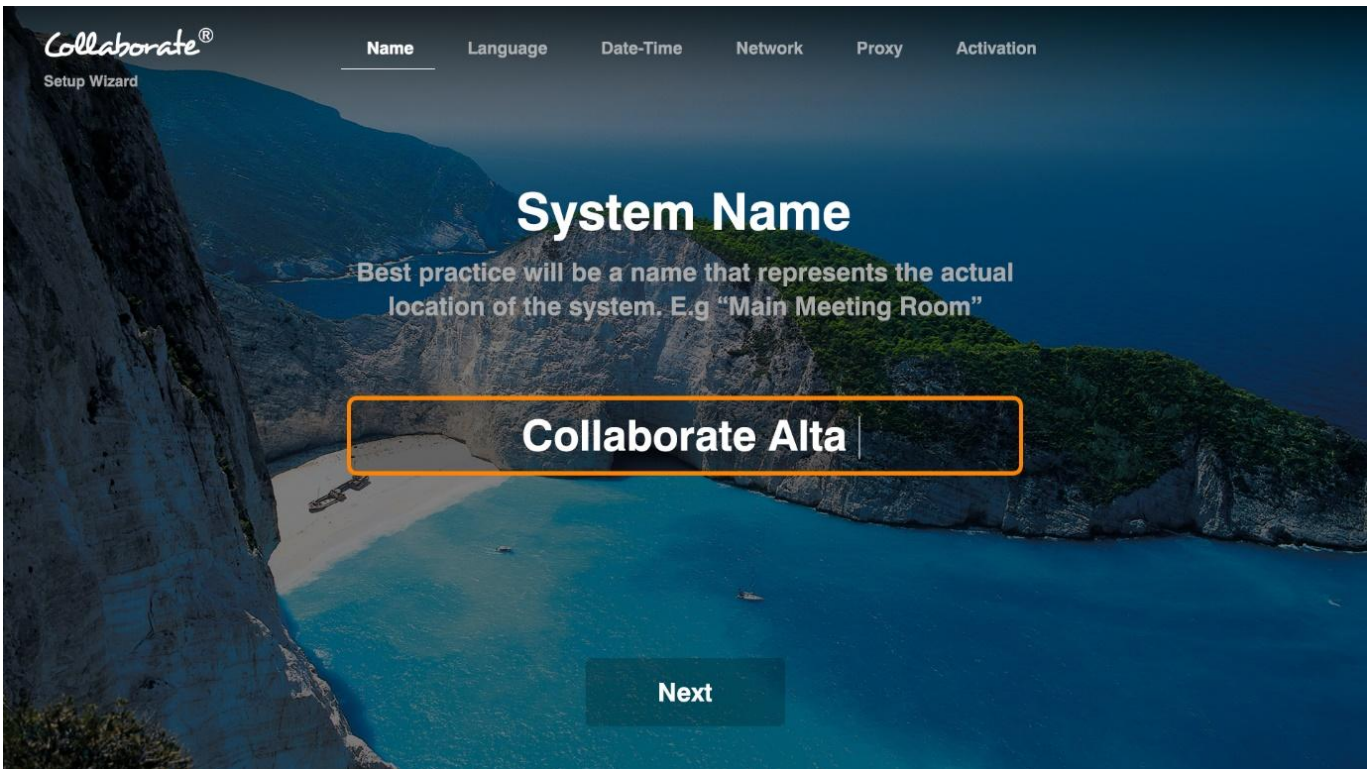 Collaborate®
Setup Wizard
Name Language Date-Time Network Proxy Activation
System Name
Best practice will be a name that represents the actual
location of the system. E.g “Main Meeting Room”
Collaborate Alta
Next